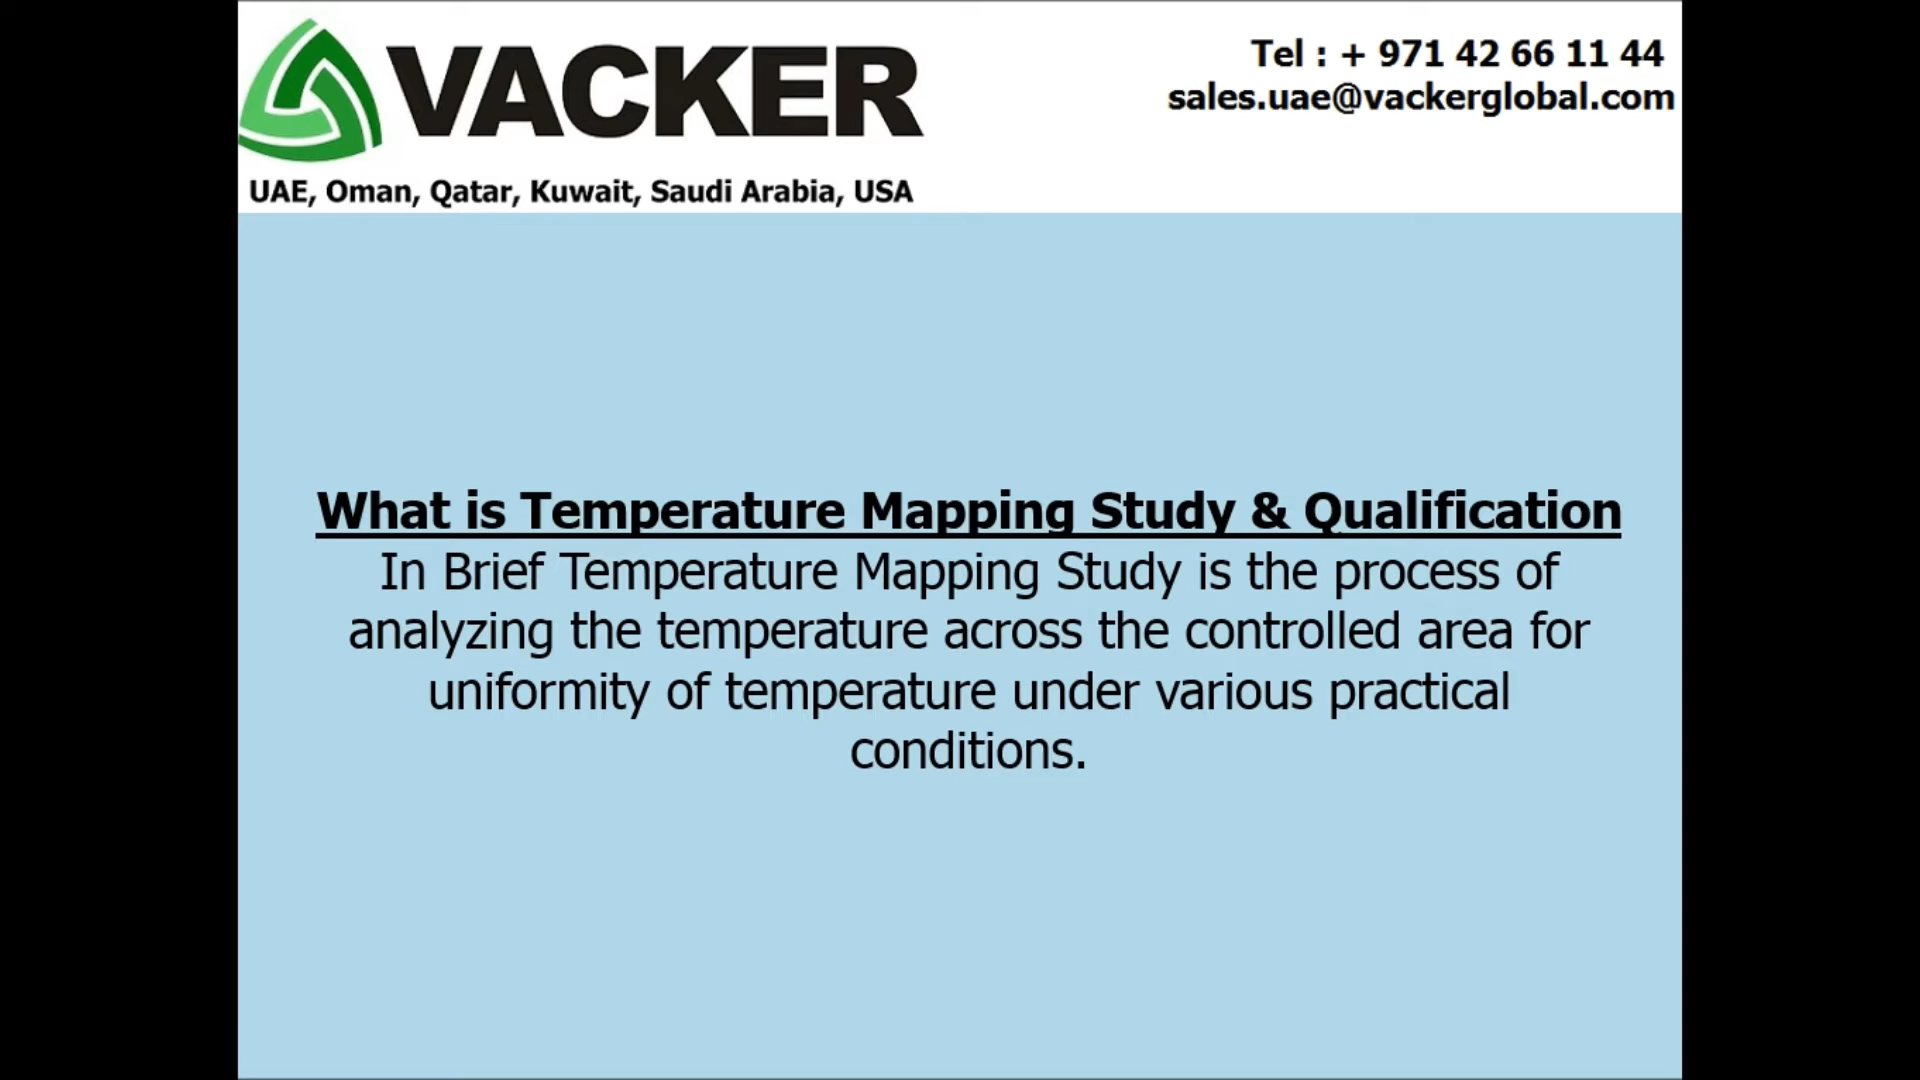 VACKER
Tel : + 971 42 66 11 44
sales.uae@vackerglobal.com
UAE, Oman, Qatar, Kuwait, Saudi Arabia, USA
What is Temperature Mapping Study & Qualification
In Brief Temperature Mapping Study is the process of
analyzing the temperature across the controlled area for
uniformity of temperature under various practical
conditions.